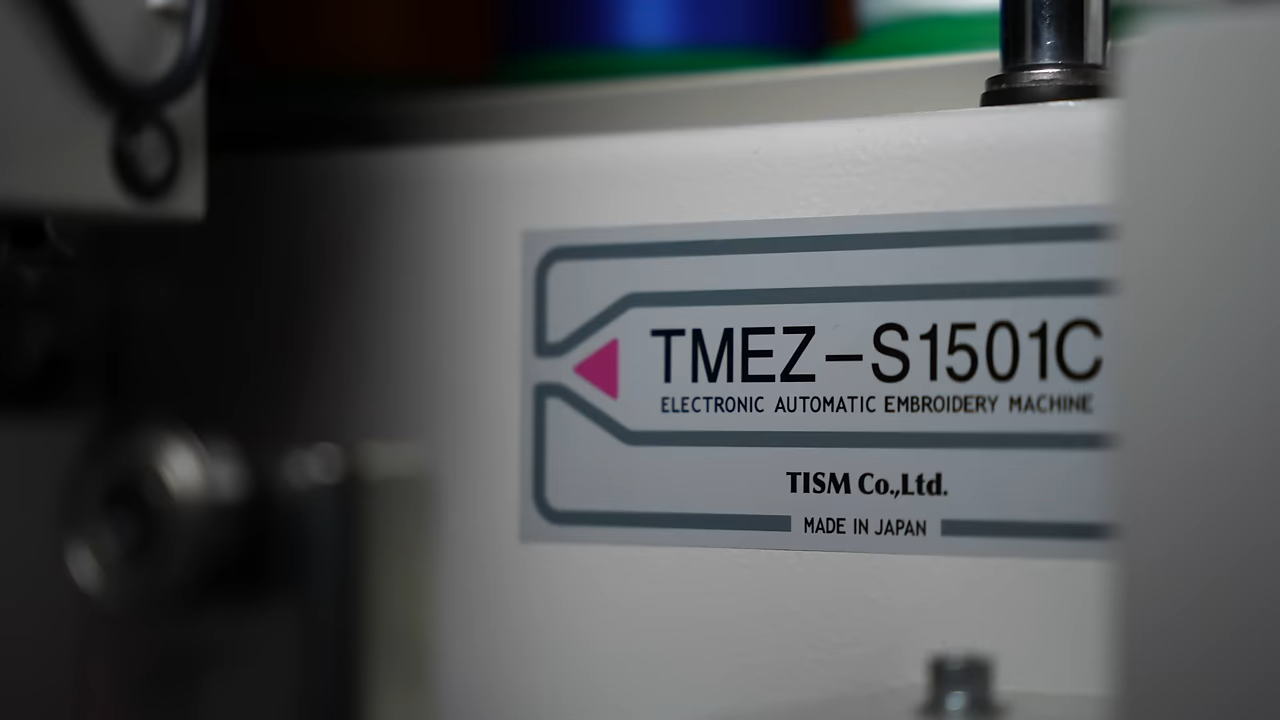 TMEZ-S1501C
ELECTRONIC AUTOMATIC EMBROIDERY MACHINE
TISM Co.,Ltd.
MADE IN JAPAN